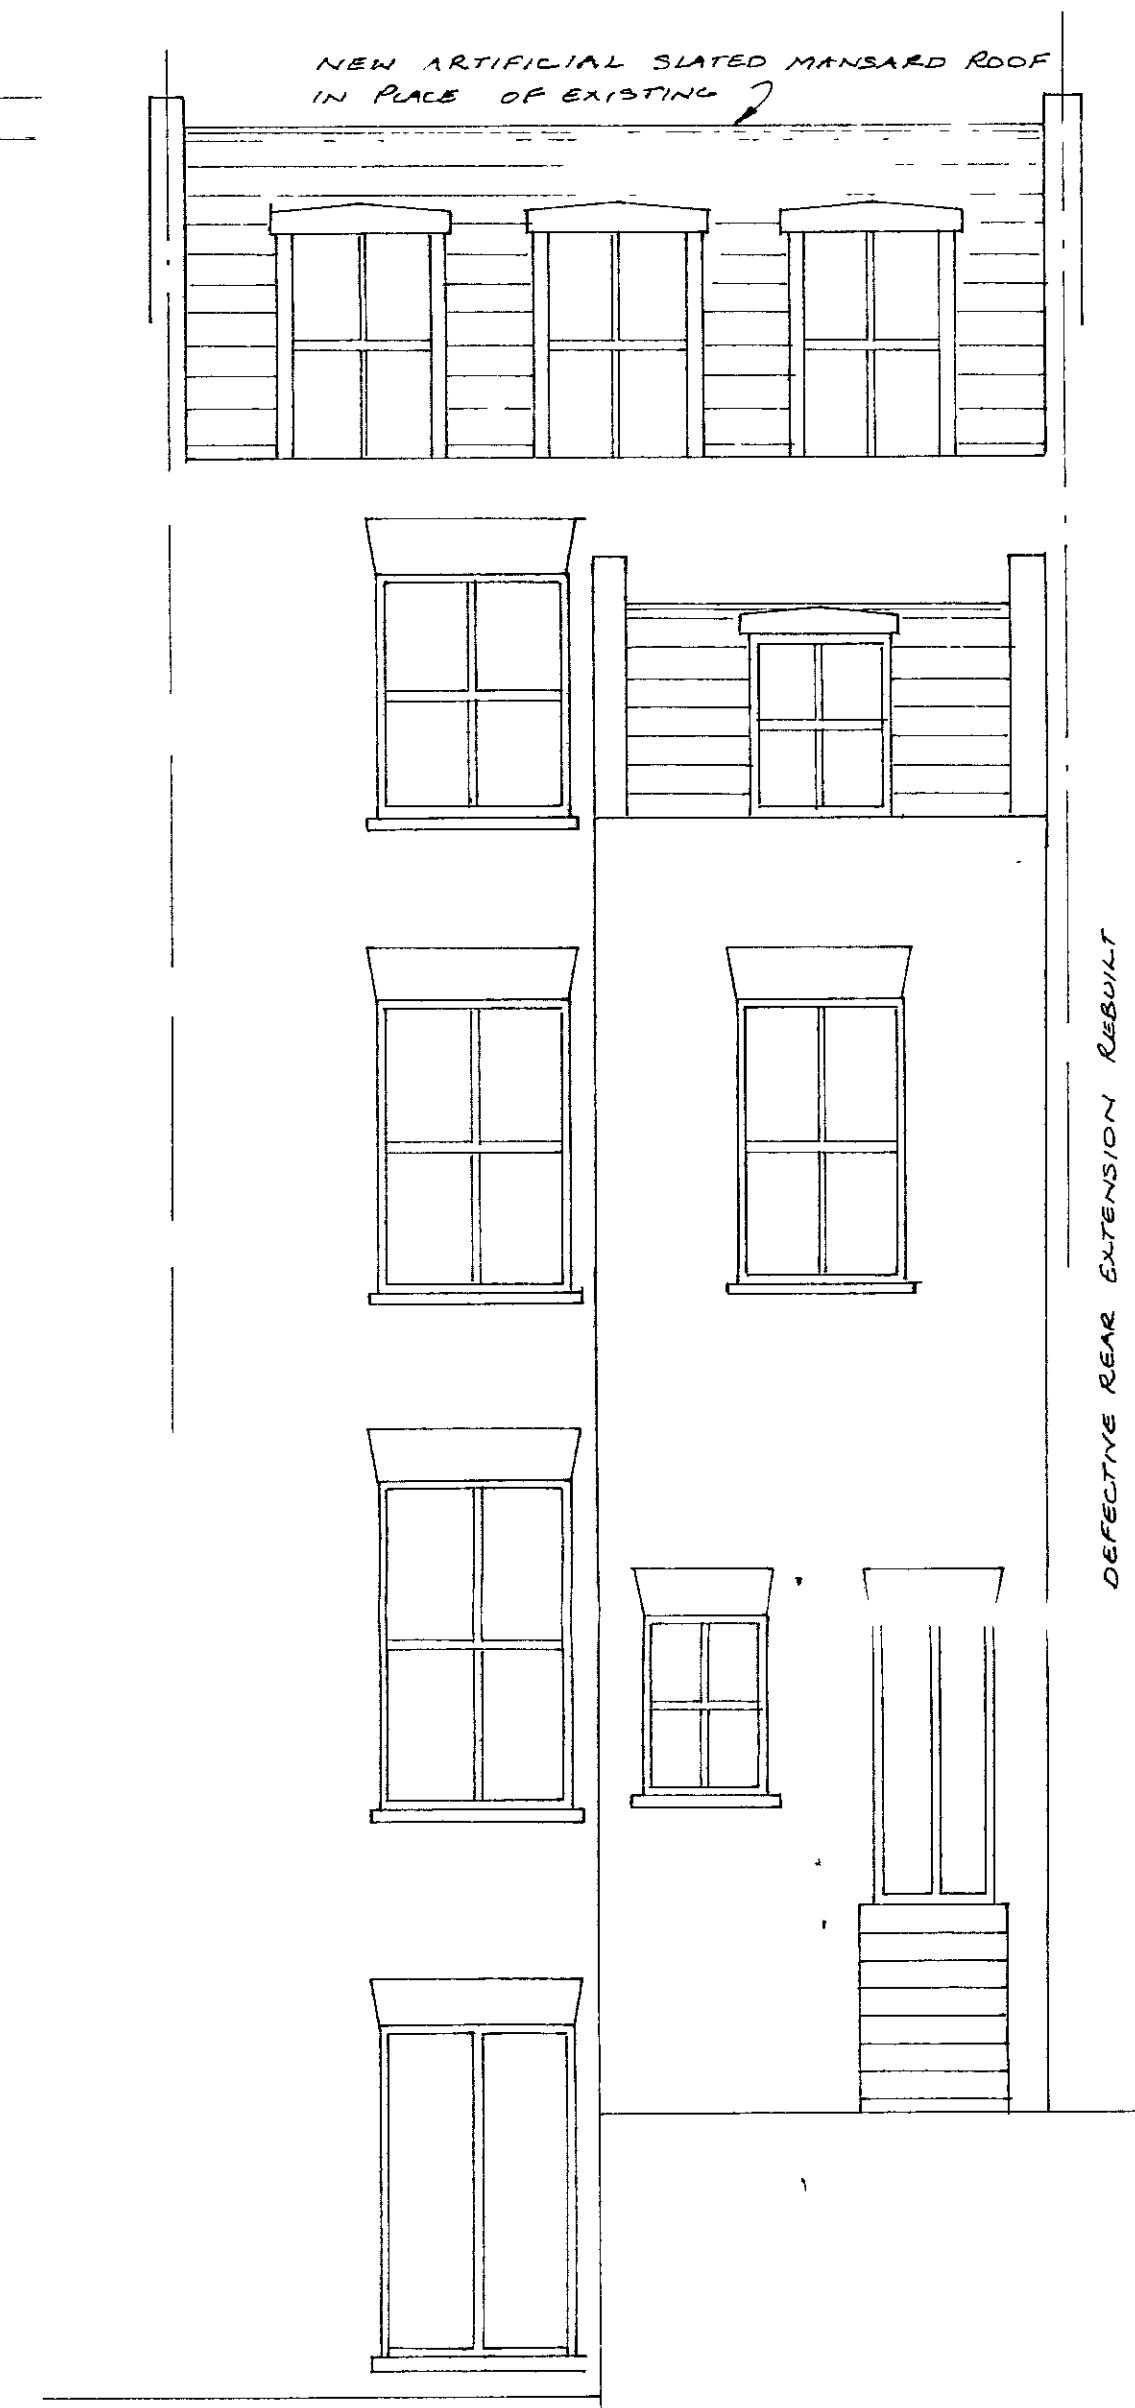 NEW ARTIFICIAL SLATED MANSARD ROOF
IN PLACE OF EXISTING
DEFECTIVE REAR EXTENSION REBUILT